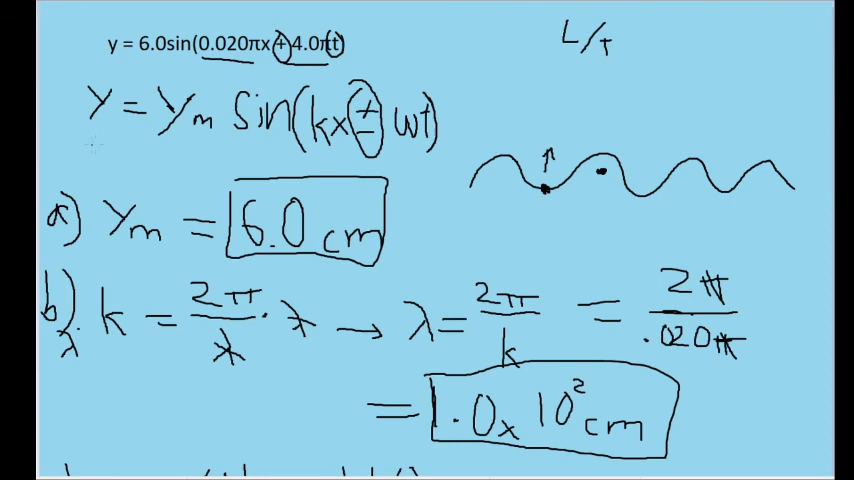 y = 6.0sin(0.020πx + 4.0πt)
L/T
y = ym sin(kx ± wt)
a) ym = 6.0 cm
b) λ. k = 2π/λ · λ → λ = 2π/k = 2π/.020π
= 1.0 x 10² cm